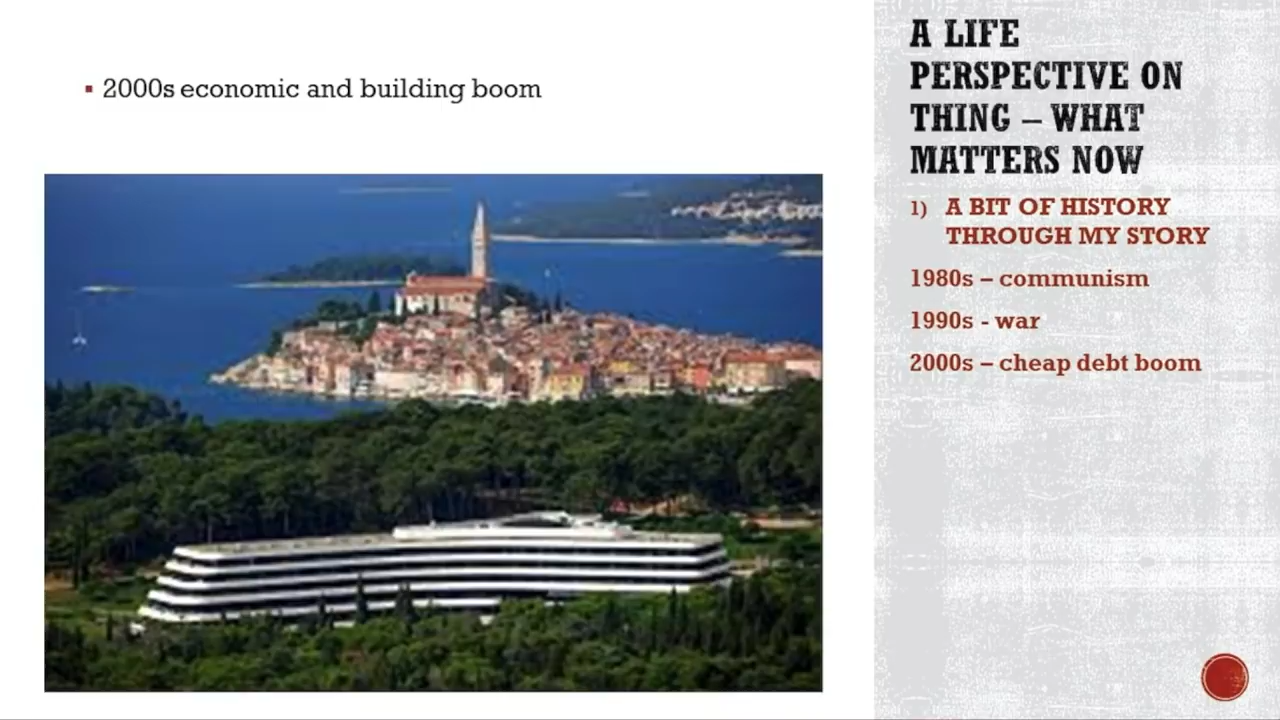 2000s economic and building boom
A LIFE
PERSPECTIVE ON
THING – WHAT
MATTERS NOW
1) A BIT OF HISTORY
THROUGH MY STORY
1980s – communism
1990s - war
2000s – cheap debt boom